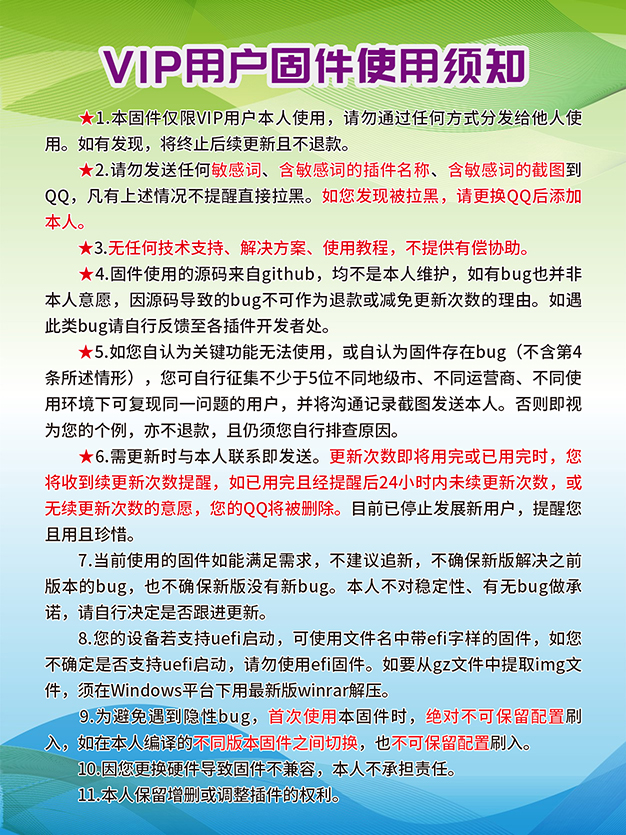 VIP用户固件使用须知
★1.本固件仅限VIP用户本人使用，请勿通过任何方式分发给他人使
用。如有发现，将终止后续更新且不退款。
★2.请勿发送任何敏感词、含敏感词的插件名称、含敏感词的截图到
QQ，凡有上述情况不提醒直接拉黑。如您发现被拉黑，请更换QQ后添加
本人。
★3.无任何技术支持、解决方案、使用教程，不提供有偿协助。
★4.固件使用的源码来自github，均不是本人维护，如有bug也并非
本人意愿，因源码导致的bug不可作为退款或减免更新次数的理由。如遇
此类bug请自行反馈至各插件开发者处。
★5.如您自认为关键功能无法使用，或自认为固件存在bug（不含第4
条所述情形），您可自行征集不少于5位不同地级市、不同运营商、不同使
用环境下可复现同一问题的用户，并将沟通记录截图发送本人。否则即视
为您的个例，亦不退款，且仍须您自行排查原因。
★6.需更新时与本人联系即发送。更新次数即将用完或已用完时，您
将收到续更新次数提醒，如已用完且经提醒后24小时内未续更新次数，或
无续更新次数的意愿，您的QQ将被删除。目前已停止发展新用户，提醒您
且用且珍惜。
7.当前使用的固件如能满足需求，不建议追新，不确保新版解决之前
版本的bug，也不确保新版没有新bug。本人不对稳定性、有无bug做承
诺，请自行决定是否跟进更新。
8.您的设备若支持uefi启动，可使用文件名中带efi字样的固件，如您
不确定是否支持uefi启动，请勿使用efi固件。如要从gz文件中提取img文
件，须在Windows平台下用最新版winrar解压。
9.为避免遇到隐性bug，首次使用本固件时，绝对不可保留配置刷
入，如在本人编译的不同版本固件之间切换，也不可保留配置刷入。
10.因您更换硬件导致固件不兼容，本人不承担责任。
11.本人保留增删或调整插件的权利。